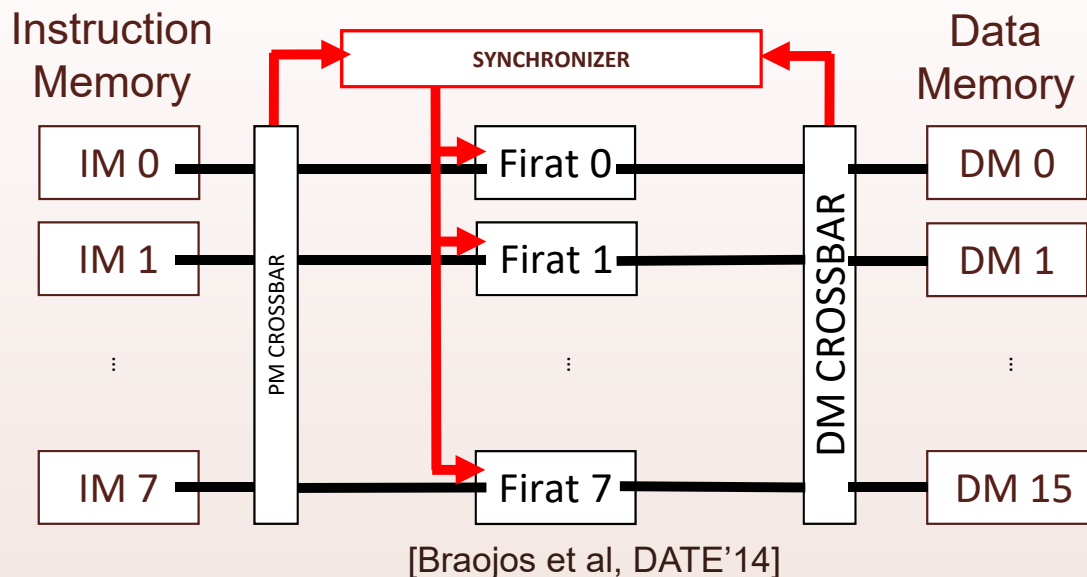 Instruction
Memory
SYNCHRONIZER
Data
Memory
IM 0
Firat 0
DM 0
IM 1
Firat 1
DM 1
PM CROSSBAR
DM CROSSBAR
...
...
...
IM 7
Firat 7
DM 15
[Braojos et al, DATE’14]